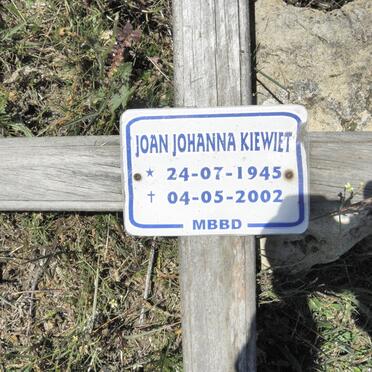 JOAN JOHANNA KIEWIET
* 24-07-1945
† 04-05-2002
MBBD